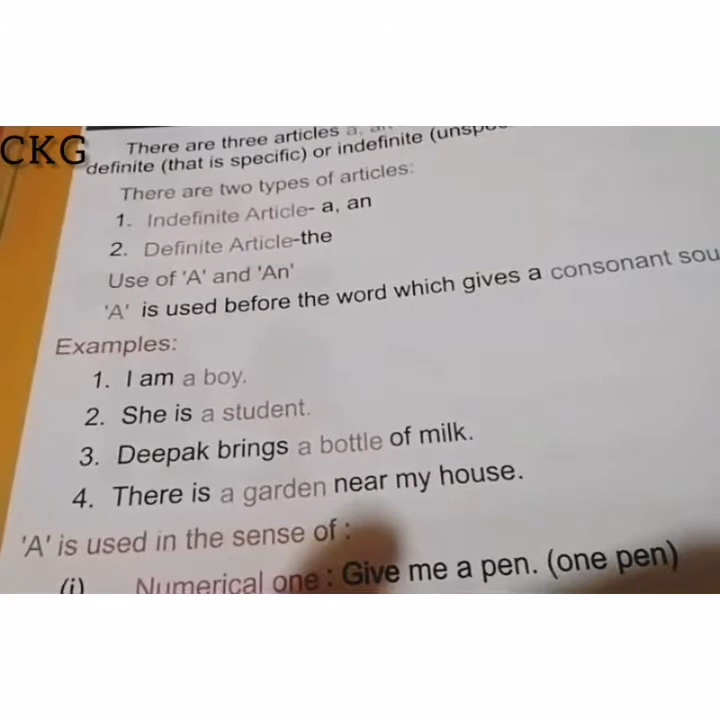 CKG
There are three articles a,
definite (that is specific) or indefinite
There are two types of articles:
1. Indefinite Article- a, an
2. Definite Article-the
Use of 'A' and 'An'
'A' is used before the word which gives a consonant sou
Examples:
1. I am a boy.
2. She is a student.
3. Deepak brings a bottle of milk.
4. There is a garden near my house.
'A' is used in the sense of :
(i) Numerical one : Give me a pen. (one pen)